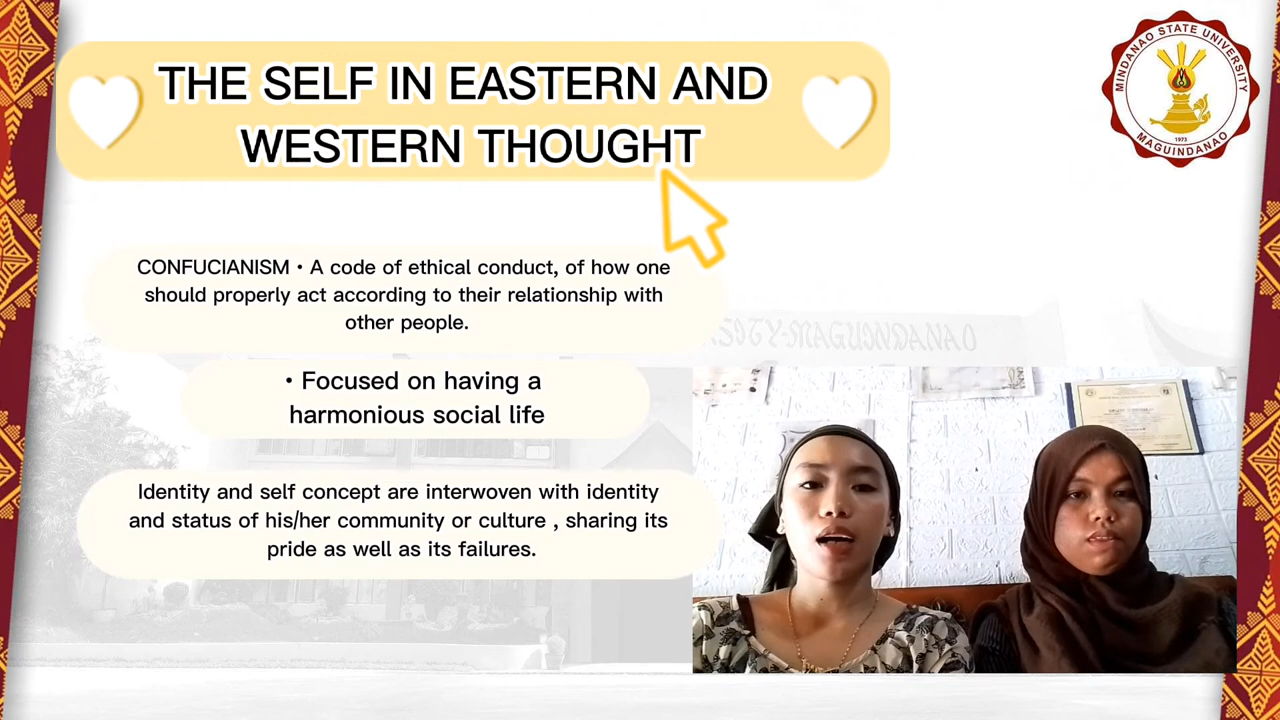 THE SELF IN EASTERN AND
WESTERN THOUGHT
MINDANAO STATE UNIVERSITY
1973
MAGUINDANAO
CONFUCIANISM • A code of ethical conduct, of how one
should properly act according to their relationship with
other people.
• Focused on having a
harmonious social life
Identity and self concept are interwoven with identity
and status of his/her community or culture , sharing its
pride as well as its failures.